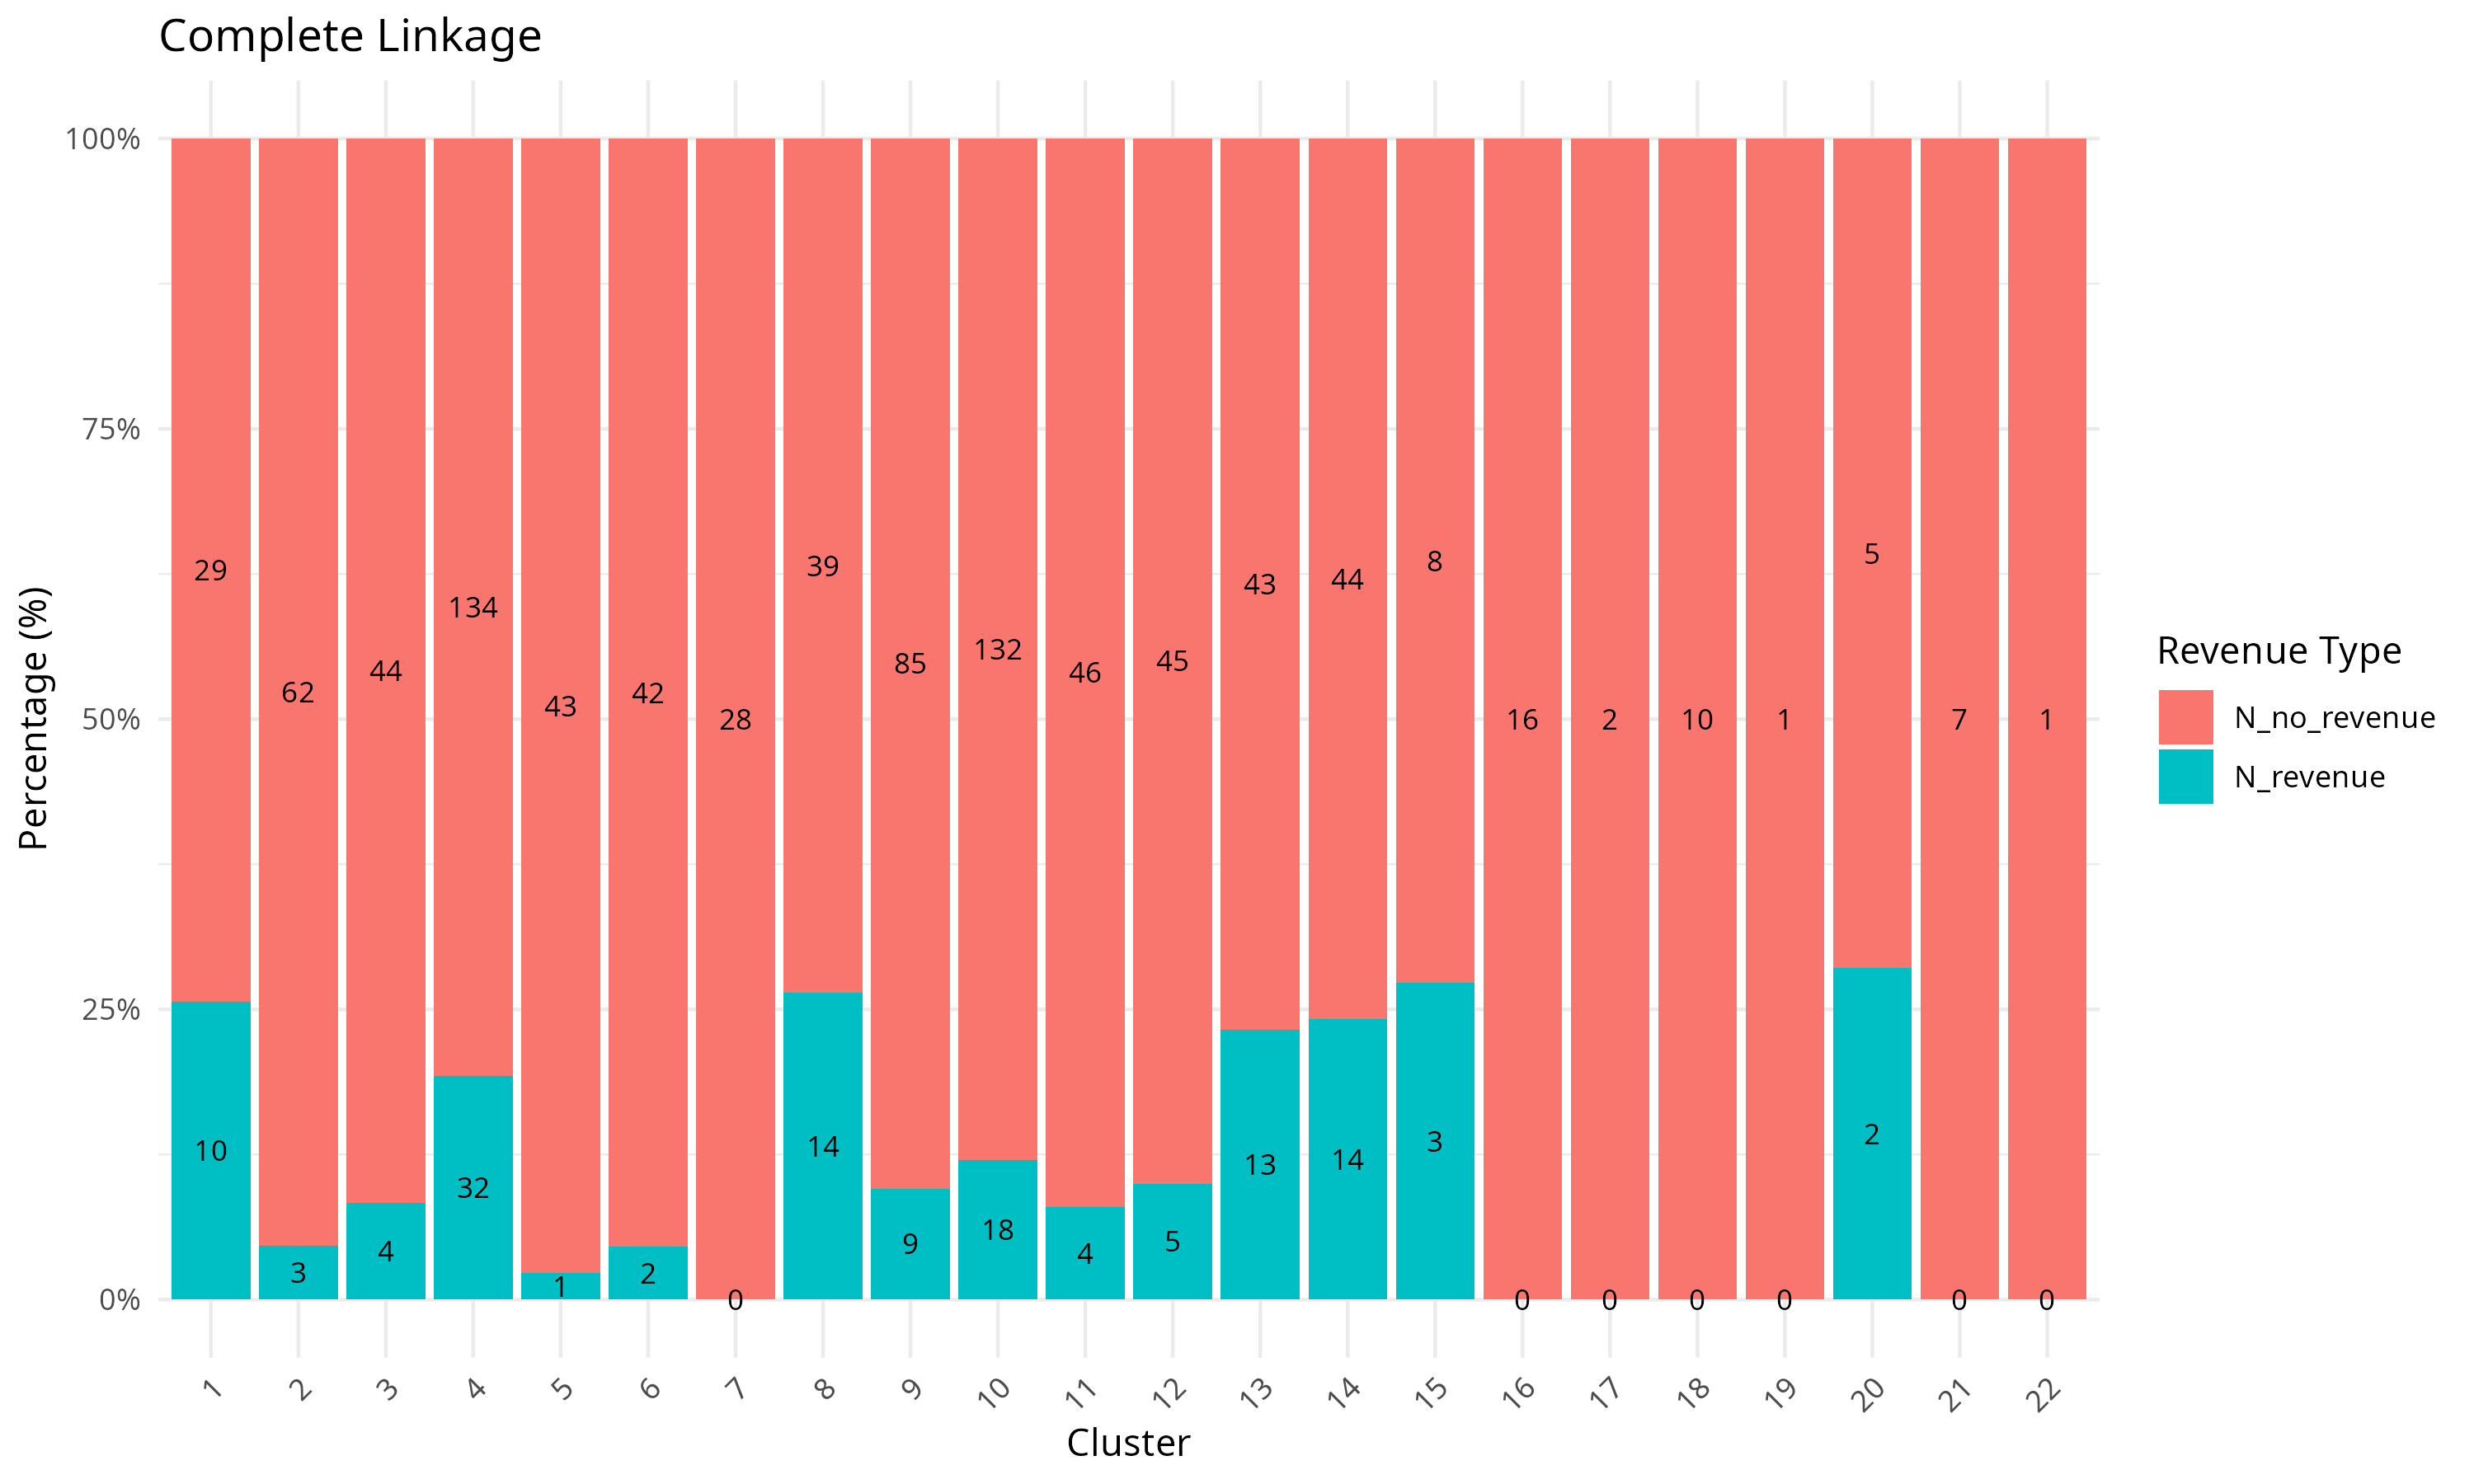 Complete Linkage
Percentage (%)
100%
75%
50%
25%
0%
29 62 44 134 43 42 28 39 85 132 46 45 43 44 8 16 2 10 1 5 7 1
10 3 4 32 1 2 0 14 9 18 4 5 13 14 3 0 0 0 0 2 0 0
1 2 3 4 5 6 7 8 9 10 11 12 13 14 15 16 17 18 19 20 21 22
Cluster
Revenue Type
N_no_revenue
N_revenue